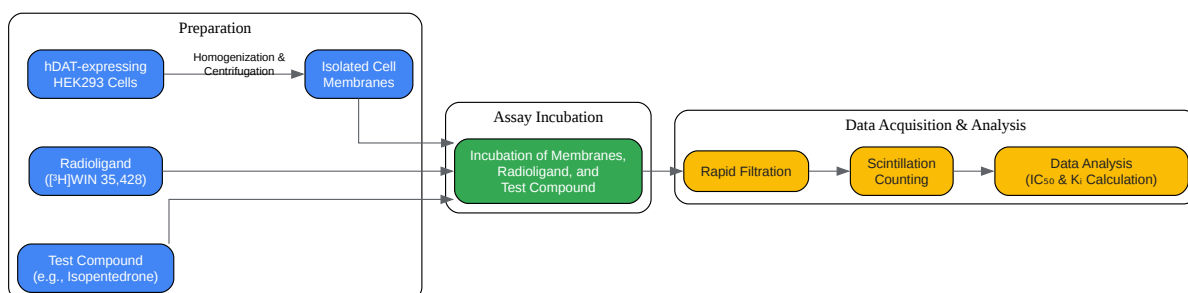 Preparation
hDAT-expressing
HEK293 Cells
Homogenization &
Centrifugation
Isolated Cell
Membranes
Radioligand
([³H]WIN 35,428)
Test Compound
(e.g., Isopentedrone)
Assay Incubation
Incubation of Membranes,
Radioligand, and
Test Compound
Data Acquisition & Analysis
Rapid Filtration
Scintillation
Counting
Data Analysis
(IC₅₀ & Kᵢ Calculation)